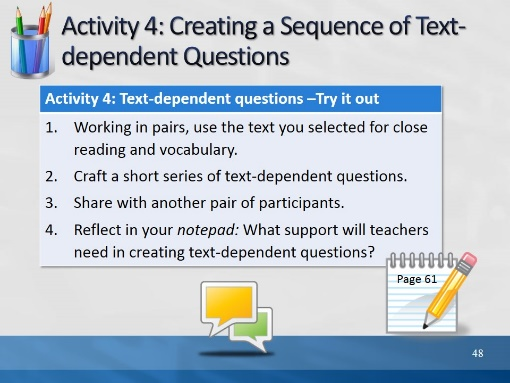 Activity 4: Creating a Sequence of Text-
dependent Questions
Activity 4: Text-dependent questions –Try it out
1. Working in pairs, use the text you selected for close
reading and vocabulary.
2. Craft a short series of text-dependent questions.
3. Share with another pair of participants.
4. Reflect in your notepad: What support will teachers
need in creating text-dependent questions?
Page 61
48